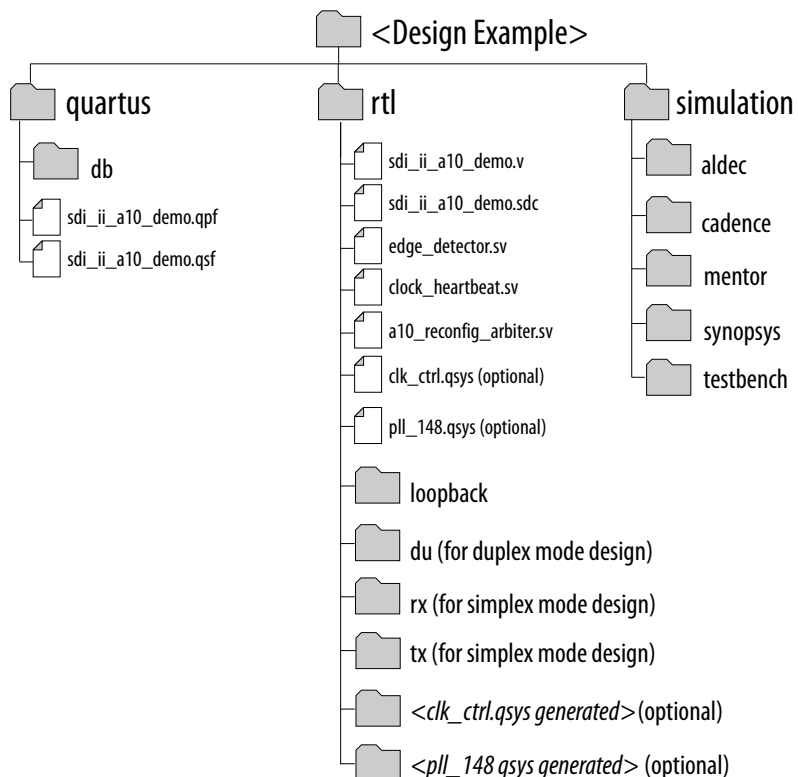 <Design Example>
quartus
db
sdi_ii_a10_demo.qpf
sdi_ii_a10_demo.qsf
rtl
sdi_ii_a10_demo.v
sdi_ii_a10_demo.sdc
edge_detector.sv
clock_heartbeat.sv
a10_reconfig_arbiter.sv
clk_ctrl.qsys (optional)
pll_148.qsys (optional)
loopback
du (for duplex mode design)
rx (for simplex mode design)
tx (for simplex mode design)
<clk_ctrl.qsys generated>(optional)
<pll_148 qsys generated> (optional)
simulation
aldec
cadence
mentor
synopsys
testbench